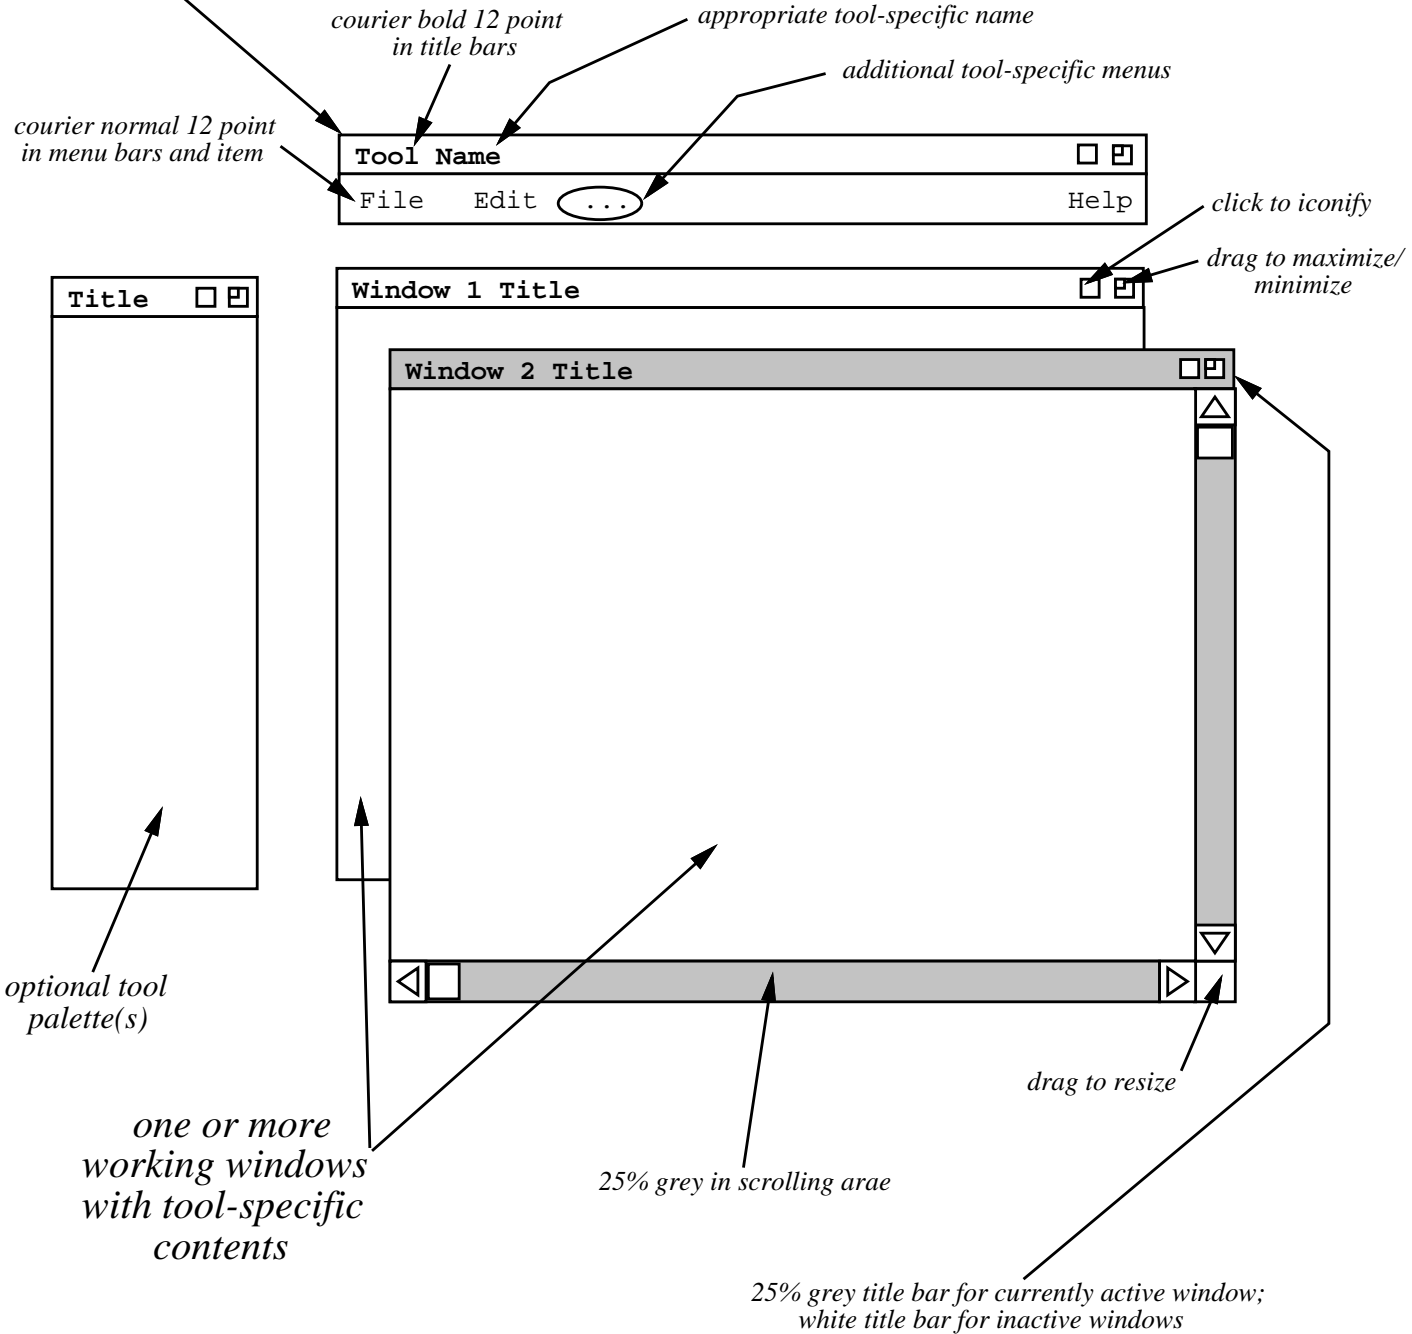 courier bold 12 point
in title bars
appropriate tool-specific name
additional tool-specific menus
courier normal 12 point
in menu bars and item
Tool Name
File Edit ... Help
click to iconify
drag to maximize/
minimize
Title
Window 1 Title
Window 2 Title
optional tool
palette(s)
drag to resize
one or more
working windows
with tool-specific
contents
25% grey in scrolling arae
25% grey title bar for currently active window;
white title bar for inactive windows